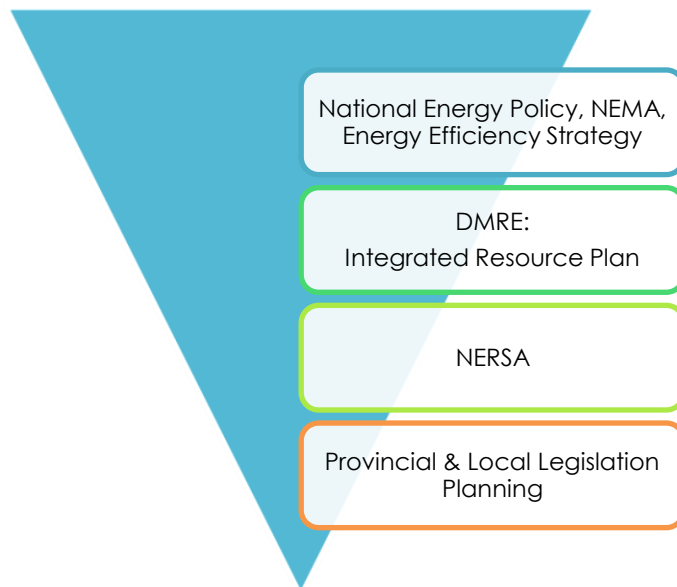 National Energy Policy, NEMA,
Energy Efficiency Strategy
DMRE:
Integrated Resource Plan
NERSA
Provincial & Local Legislation
Planning